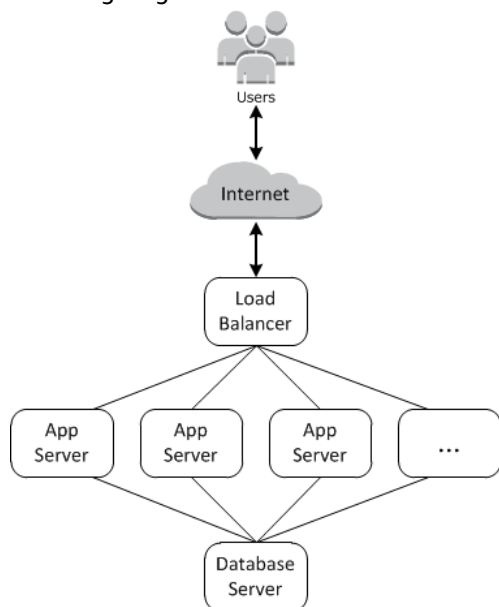 Users
Internet
Load
Balancer
App
Server
App
Server
App
Server
...
Database
Server